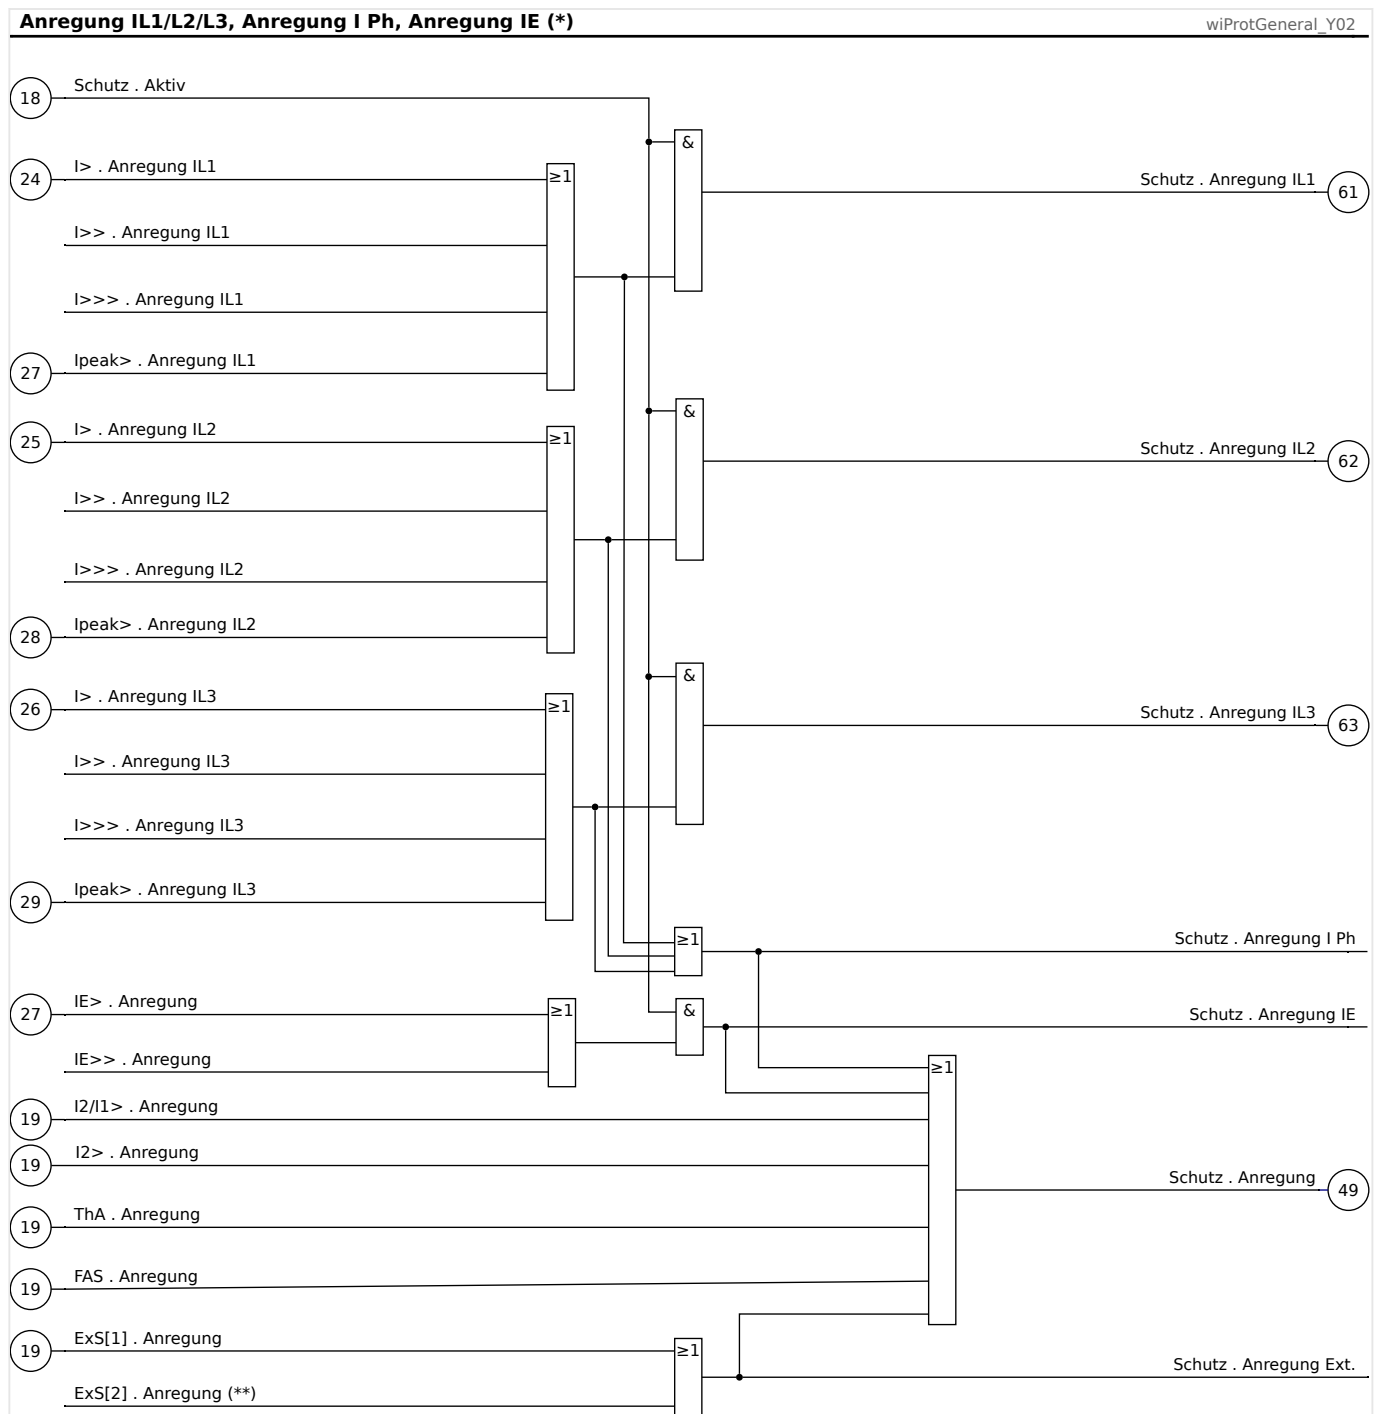 Anregung IL1/L2/L3, Anregung I Ph, Anregung IE (*)
wiProtGeneral_Y02
Schutz . Aktiv
18
&
I> . Anregung IL1
24
≥1
Schutz . Anregung IL1
61
I>> . Anregung IL1
I>>> . Anregung IL1
Ipeak> . Anregung IL1
27
&
I> . Anregung IL2
25
≥1
Schutz . Anregung IL2
62
I>> . Anregung IL2
I>>> . Anregung IL2
Ipeak> . Anregung IL2
28
&
I> . Anregung IL3
26
≥1
Schutz . Anregung IL3
63
I>> . Anregung IL3
I>>> . Anregung IL3
Ipeak> . Anregung IL3
29
≥1
Schutz . Anregung I Ph
IE> . Anregung
27
≥1
&
Schutz . Anregung IE
IE>> . Anregung
≥1
I2/I1> . Anregung
19
I2> . Anregung
19
Schutz . Anregung
49
ThA . Anregung
19
FAS . Anregung
19
ExS[1] . Anregung
19
≥1
Schutz . Anregung Ext.
ExS[2] . Anregung (**)